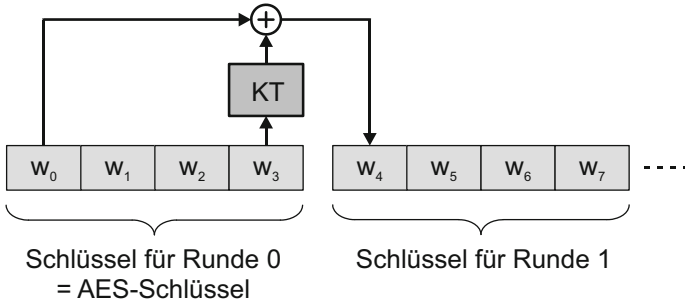 KT
w₀ w₁ w₂ w₃ w₄ w₅ w₆ w₇
Schlüssel für Runde 0 Schlüssel für Runde 1
= AES-Schlüssel